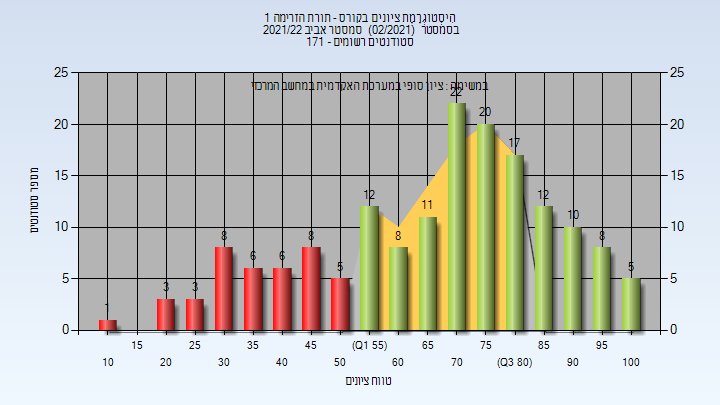 היסטוגרמת ציונים בקורס - תורת הזרימה 1
בסמסטר (02/2021) סמסטר אביב 2021/22
סטודנטים רשומים - 171
במשימה : ציון סופי במערכת האקדמית במחשב המרכזי
25 25
20 20
15 15
10 10
5 5
0 0
מספר סטודנטים
1 3 3 8 6 6 8 5 12 8 11 22 20 17 12 10 8 5
15 25 35 45 (Q1 55) 65 75 85 95
10 20 30 40 50 60 70 (Q3 80) 90 100
טווח ציונים